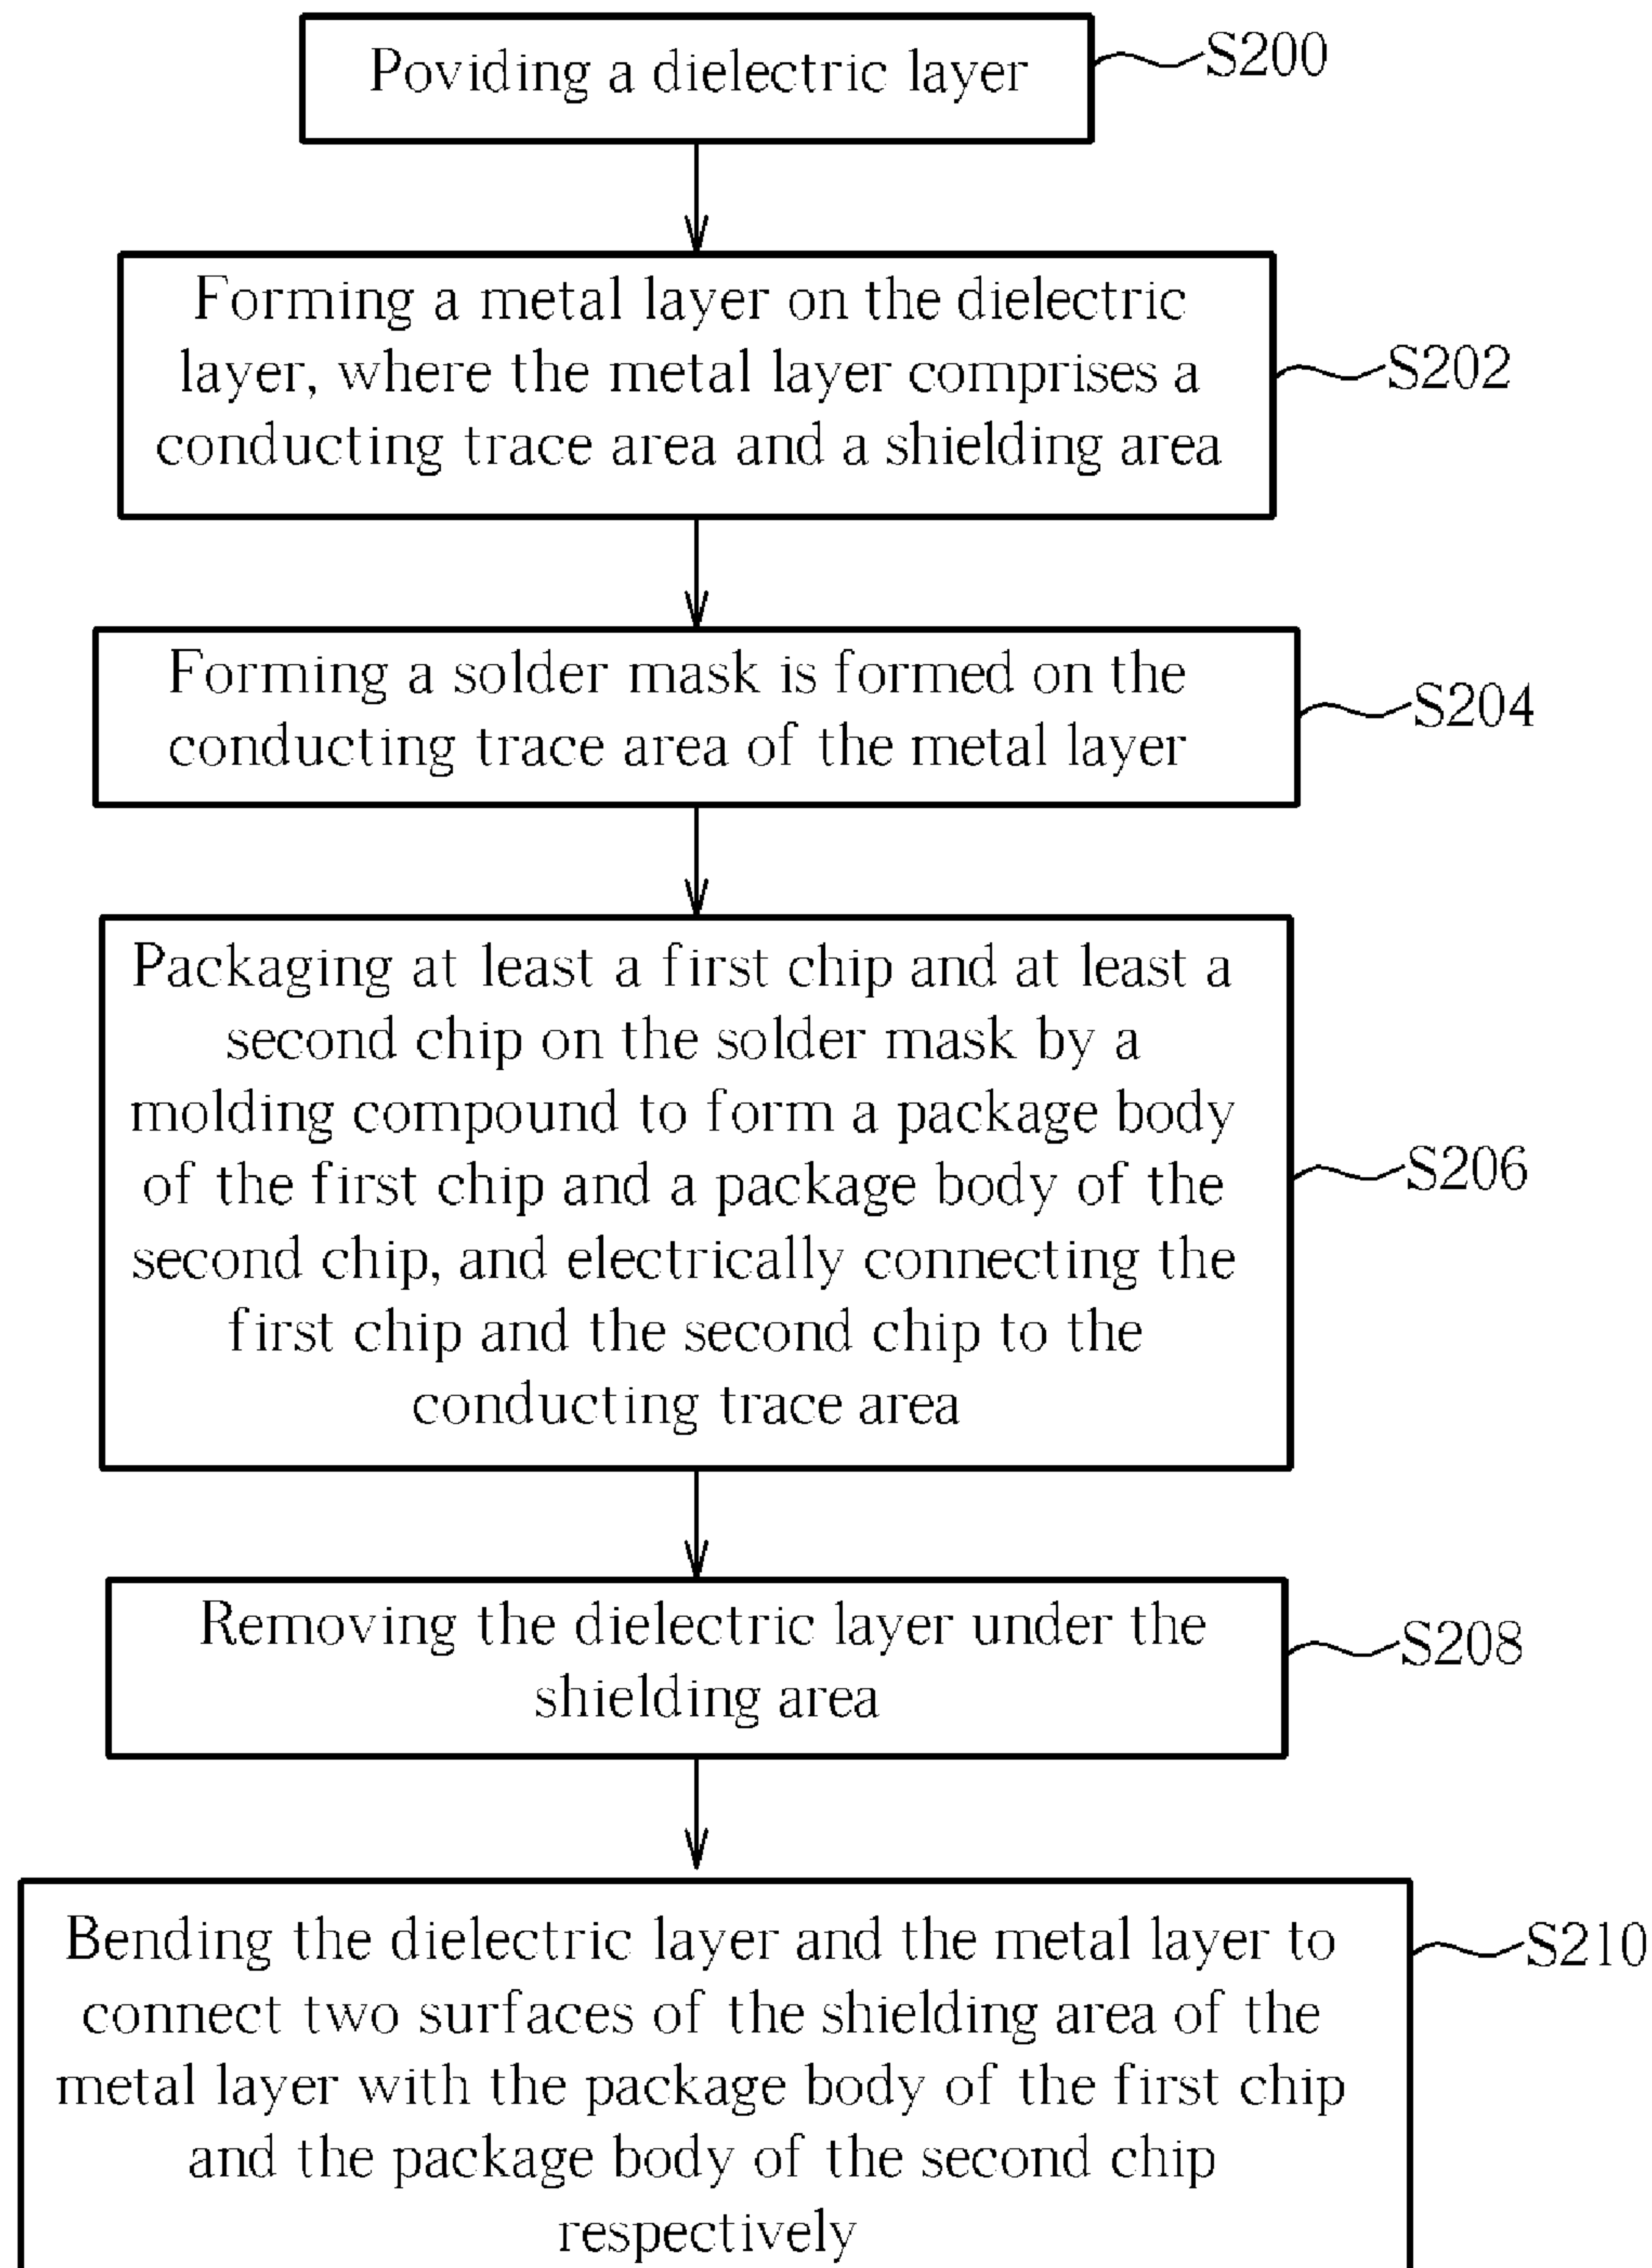 Poviding a dielectric layer
S200
Forming a metal layer on the dielectric
layer, where the metal layer comprises a
conducting trace area and a shielding area
S202
Forming a solder mask is formed on the
conducting trace area of the metal layer
S204
Packaging at least a first chip and at least a
second chip on the solder mask by a
molding compound to form a package body
of the first chip and a package body of the
second chip, and electrically connecting the
first chip and the second chip to the
conducting trace area
S206
Removing the dielectric layer under the
shielding area
S208
Bending the dielectric layer and the metal layer to
connect two surfaces of the shielding area of the
metal layer with the package body of the first chip
and the package body of the second chip
respectively
S210